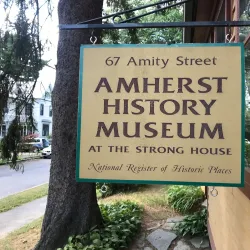 67 Amity Street
AMHERST
HISTORY
MUSEUM
AT THE STRONG HOUSE
National Register of Historic Places